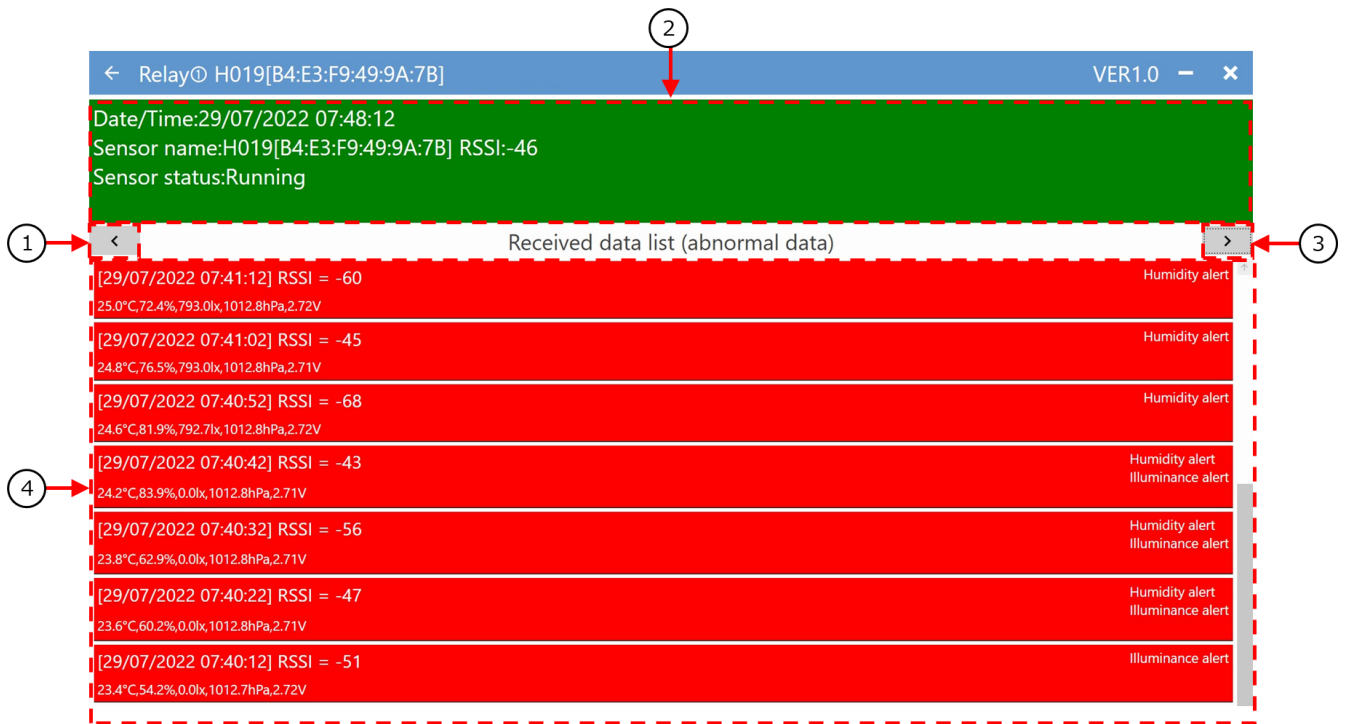 2
← Relay① H019[B4:E3:F9:49:9A:7B] VER1.0 − ×
Date/Time:29/07/2022 07:48:12
Sensor name:H019[B4:E3:F9:49:9A:7B] RSSI:-46
Sensor status:Running
1 < Received data list (abnormal data) > 3
[29/07/2022 07:41:12] RSSI = -60 Humidity alert
25.0°C,72.4%,793.0lx,1012.8hPa,2.72V
[29/07/2022 07:41:02] RSSI = -45 Humidity alert
24.8°C,76.5%,793.0lx,1012.8hPa,2.71V
[29/07/2022 07:40:52] RSSI = -68 Humidity alert
24.6°C,81.9%,792.7lx,1012.8hPa,2.72V
[29/07/2022 07:40:42] RSSI = -43 Humidity alert
Illuminance alert
4
24.2°C,83.9%,0.0lx,1012.8hPa,2.71V
[29/07/2022 07:40:32] RSSI = -56 Humidity alert
Illuminance alert
23.8°C,62.9%,0.0lx,1012.8hPa,2.71V
[29/07/2022 07:40:22] RSSI = -47 Humidity alert
Illuminance alert
23.6°C,60.2%,0.0lx,1012.8hPa,2.71V
[29/07/2022 07:40:12] RSSI = -51 Illuminance alert
23.4°C,54.2%,0.0lx,1012.7hPa,2.72V